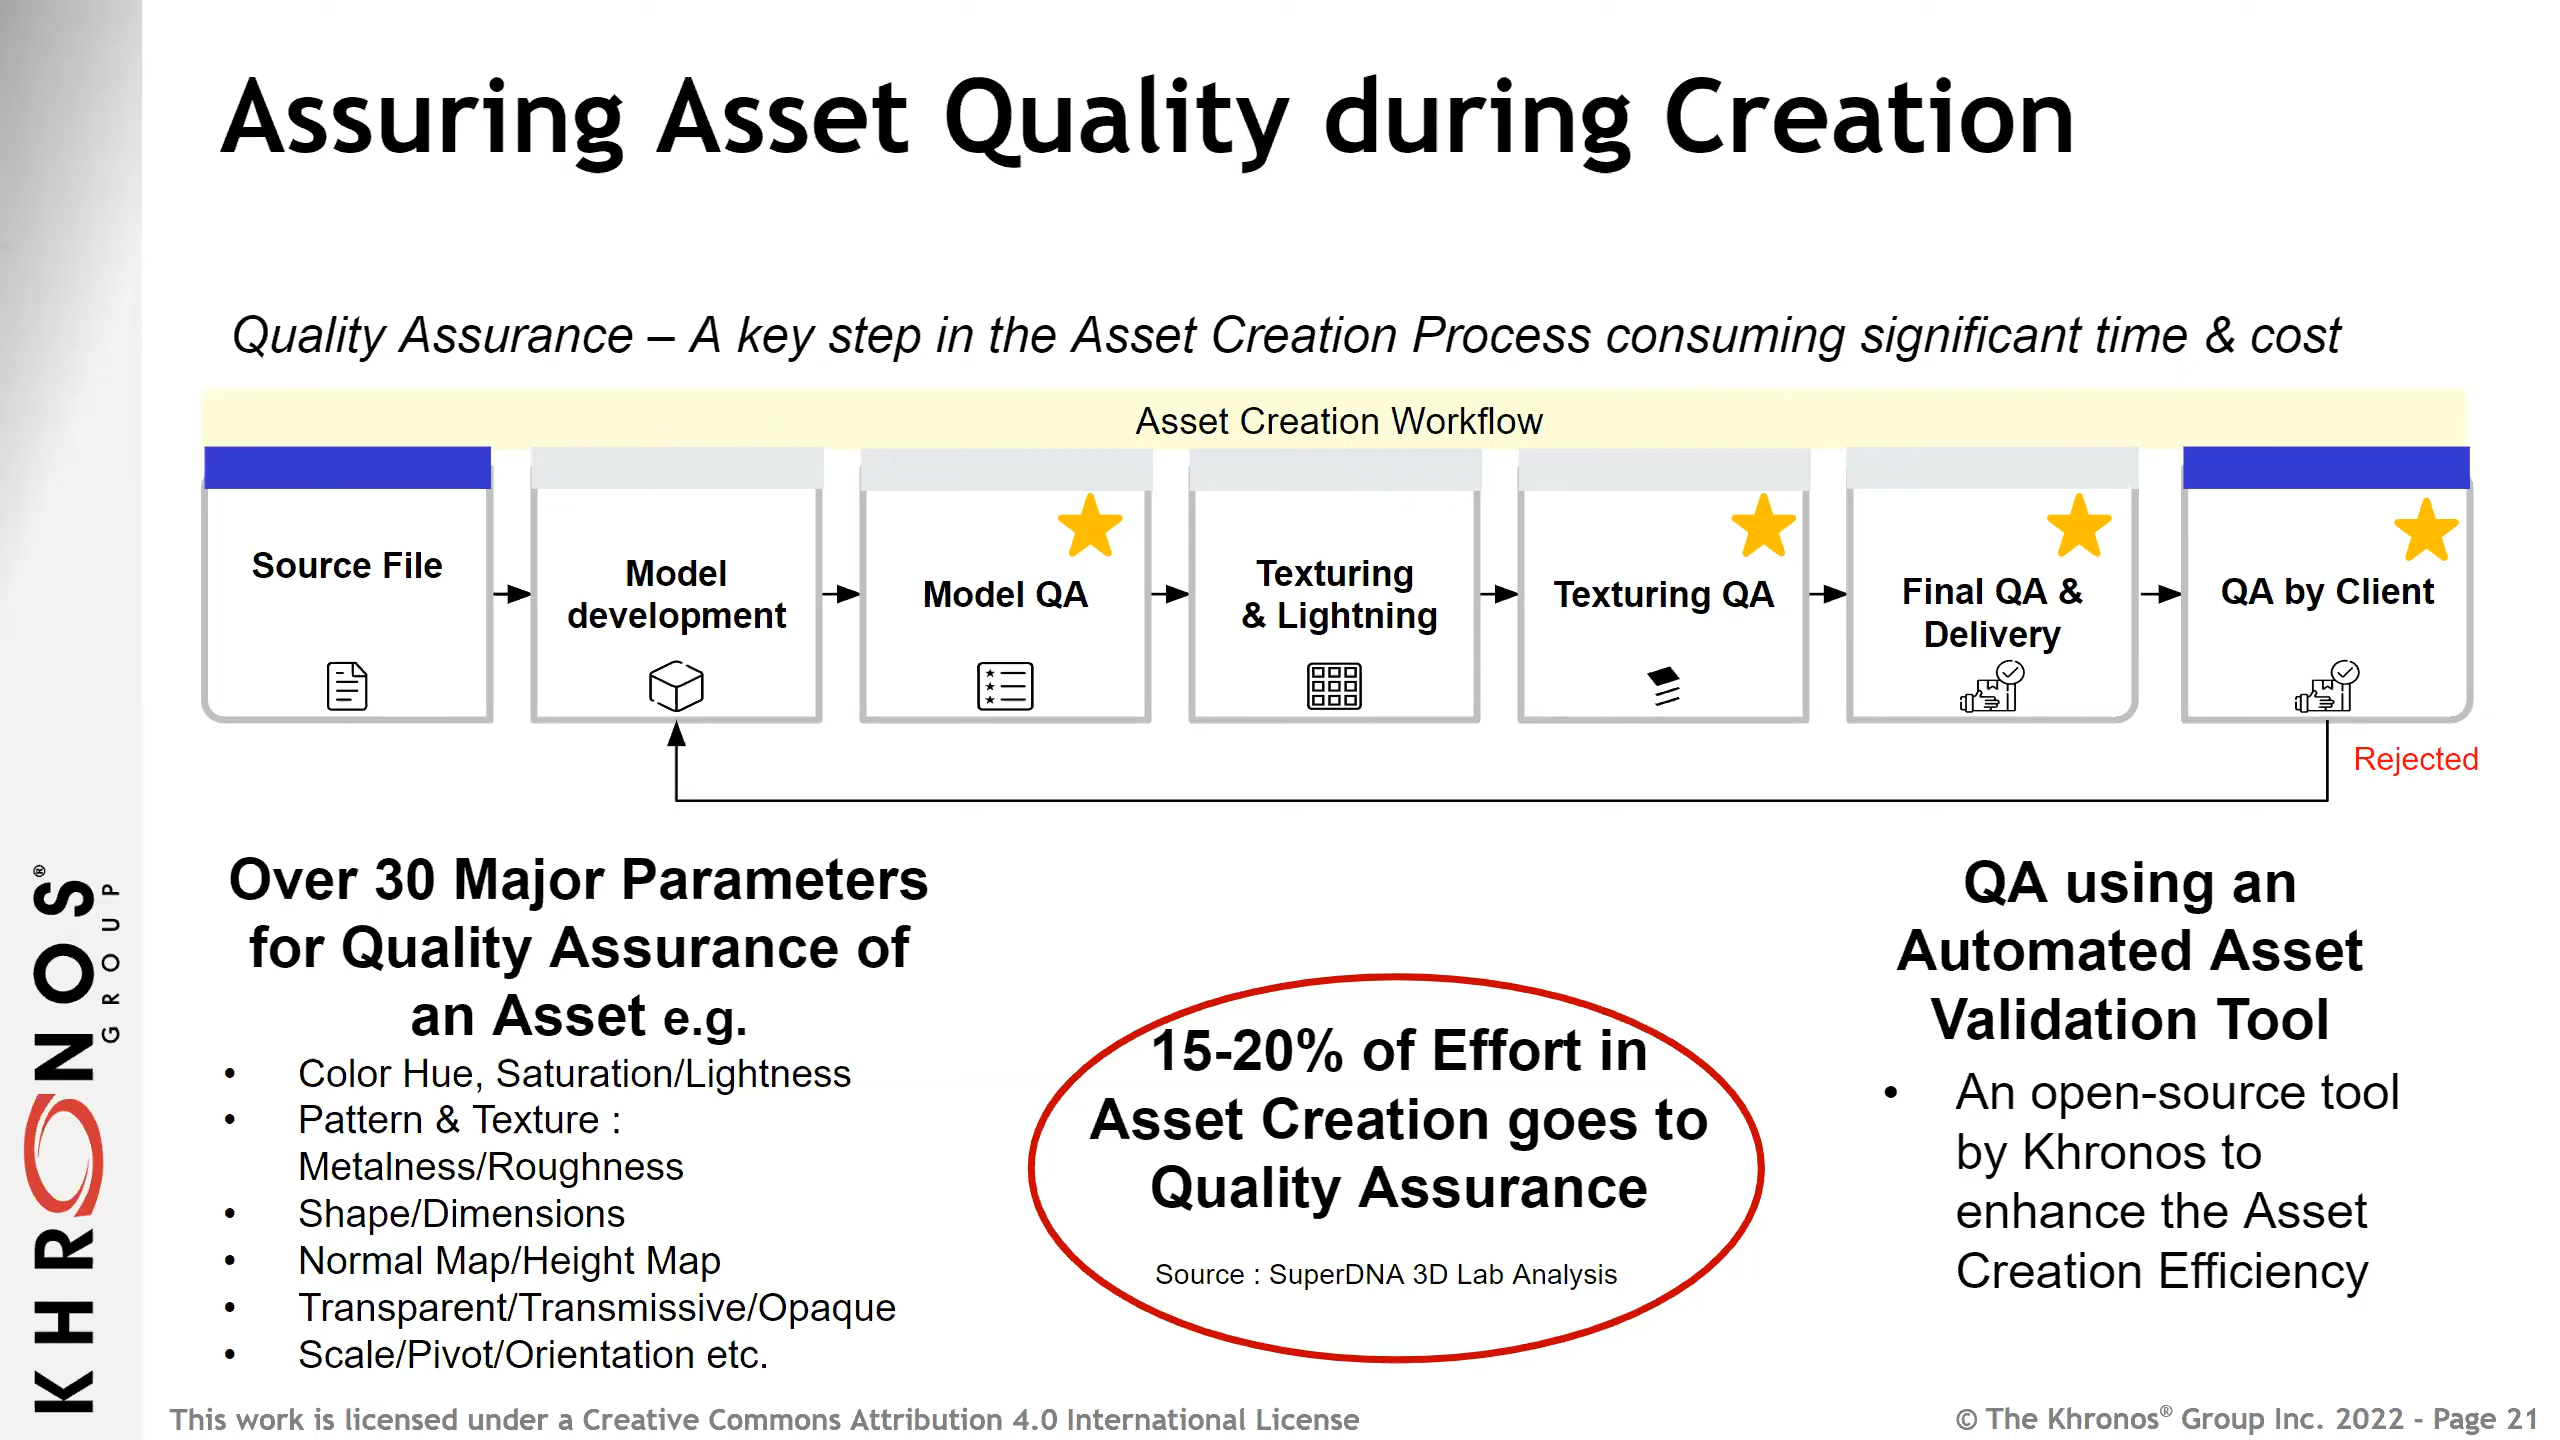 Assuring Asset Quality during Creation
Quality Assurance – A key step in the Asset Creation Process consuming significant time & cost
Asset Creation Workflow
Source File
Model
development
Model QA
Texturing
& Lightning
Texturing QA
Final QA &
Delivery
QA by Client
Rejected
Over 30 Major Parameters
for Quality Assurance of
an Asset e.g.
• Color Hue, Saturation/Lightness
• Pattern & Texture :
Metalness/Roughness
• Shape/Dimensions
• Normal Map/Height Map
• Transparent/Transmissive/Opaque
• Scale/Pivot/Orientation etc.
15-20% of Effort in
Asset Creation goes to
Quality Assurance
Source : SuperDNA 3D Lab Analysis
QA using an
Automated Asset
Validation Tool
• An open-source tool
by Khronos to
enhance the Asset
Creation Efficiency
KHRONOS®
GROUP
This work is licensed under a Creative Commons Attribution 4.0 International License
© The Khronos® Group Inc. 2022 - Page 21